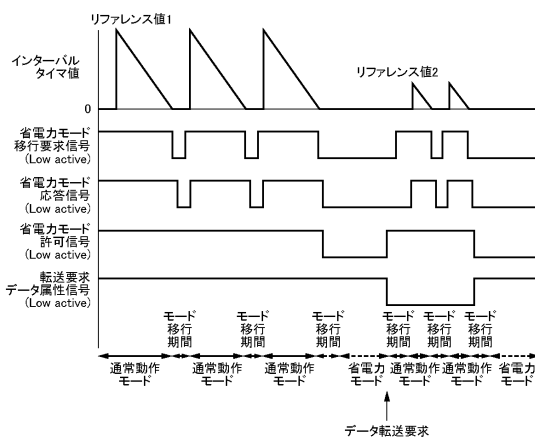 リファレンス値1
インターバル
タイマ値
リファレンス値2
0
省電力モード
移行要求信号
(Low active)
省電力モード
応答信号
(Low active)
省電力モード
許可信号
(Low active)
転送要求
データ属性信号
(Low active)
モード
移行
期間
モード
移行
期間
モード
移行
期間
モード
移行
期間
モード
移行
期間
モード
移行
期間
通常動作
モード
通常動作
モード
通常動作
モード
省電力
モード
通常動作
モード
通常動作
モード
省電力
モード
データ転送要求